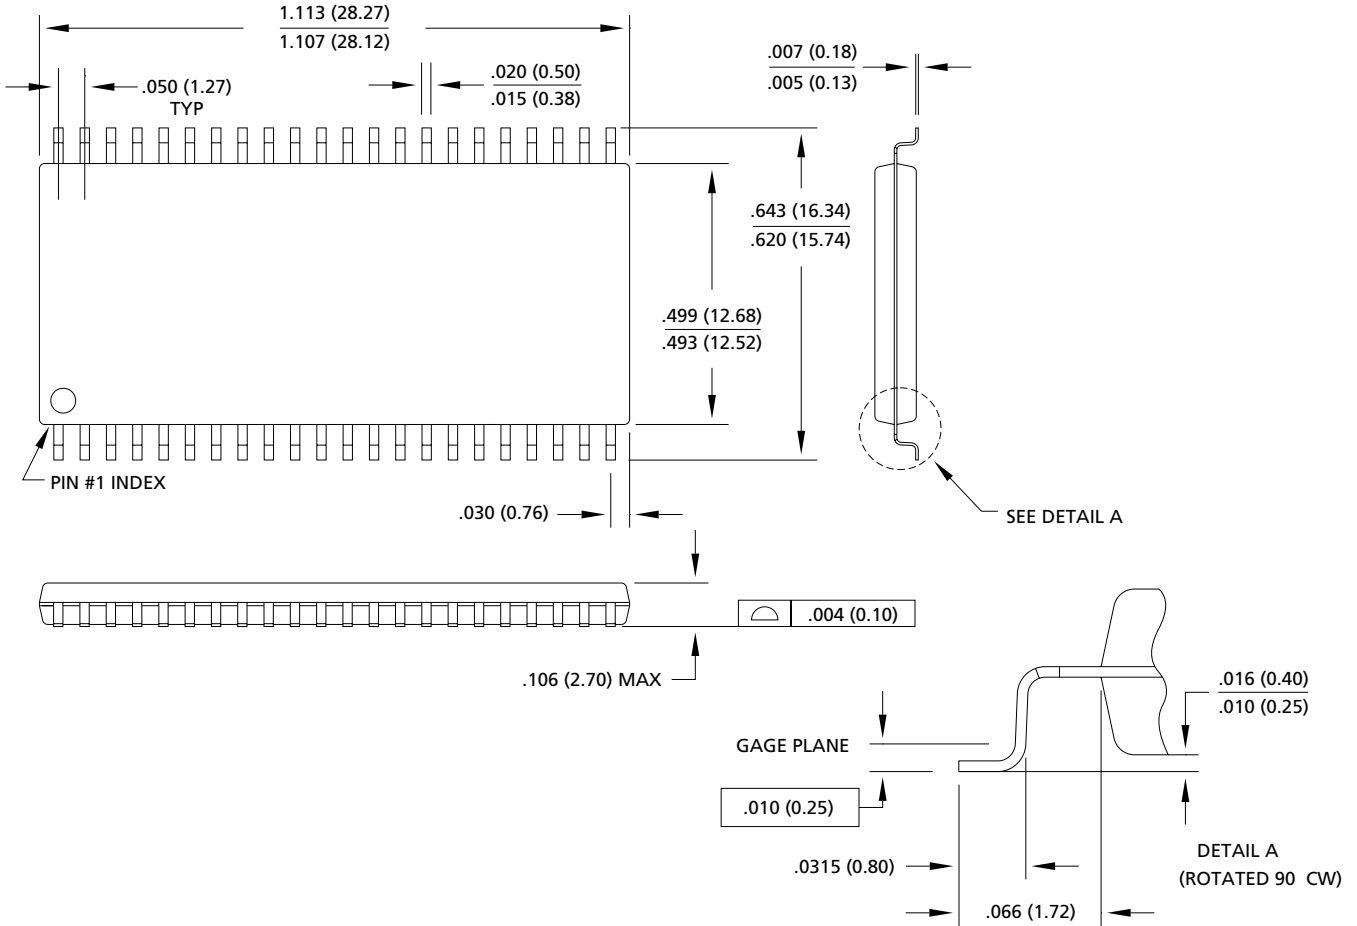 1.113 (28.27)
1.107 (28.12)
.050 (1.27)
TYP
.020 (0.50)
.015 (0.38)
.007 (0.18)
.005 (0.13)
.643 (16.34)
.620 (15.74)
.499 (12.68)
.493 (12.52)
PIN #1 INDEX
.030 (0.76)
SEE DETAIL A
.004 (0.10)
.106 (2.70) MAX
.016 (0.40)
.010 (0.25)
GAGE PLANE
.010 (0.25)
.0315 (0.80)
DETAIL A
(ROTATED 90 CW)
.066 (1.72)